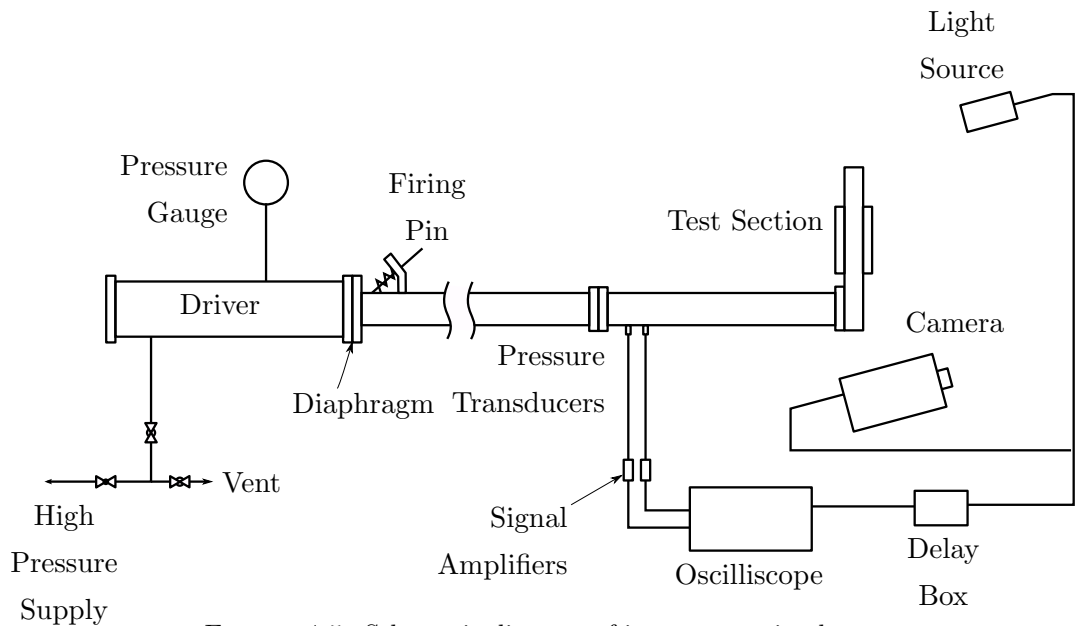 Light
Source
Pressure
Gauge
Firing
Pin
Test Section
Driver
Camera
Pressure
Transducers
Diaphragm
Vent
High
Pressure
Supply
Signal
Amplifiers
Oscilliscope
Delay
Box